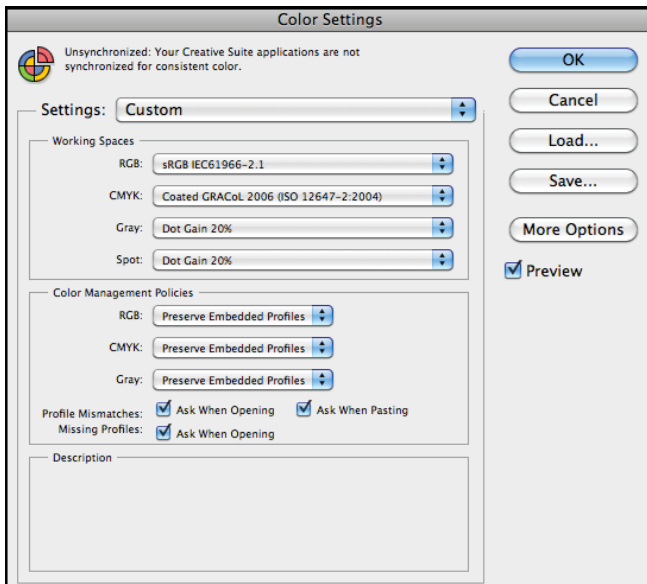 Color Settings
Unsynchronized: Your Creative Suite applications are not
synchronized for consistent color.
OK
Cancel
Load...
Save...
More Options
Preview
Settings: Custom
Working Spaces
RGB: sRGB IEC61966-2.1
CMYK: Coated GRACoL 2006 (ISO 12647-2:2004)
Gray: Dot Gain 20%
Spot: Dot Gain 20%
Color Management Policies
RGB: Preserve Embedded Profiles
CMYK: Preserve Embedded Profiles
Gray: Preserve Embedded Profiles
Profile Mismatches: Ask When Opening Ask When Pasting
Missing Profiles: Ask When Opening
Description